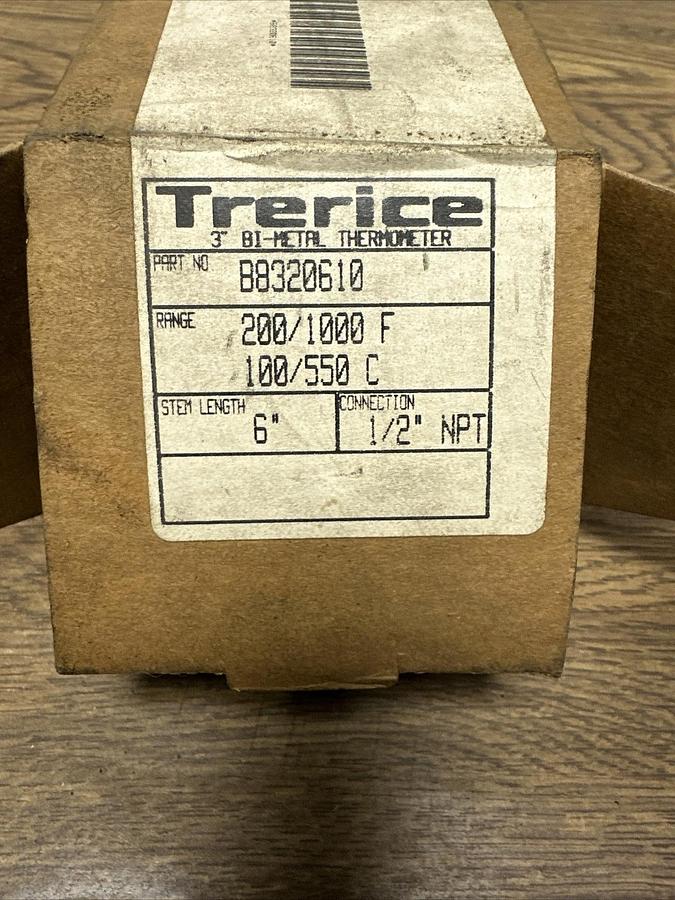 Trerice
3" BI-METAL THERMOMETER
PART NO
B8320610
RANGE
200/1000 F
100/550 C
STEM LENGTH
6"
CONNECTION
1/2" NPT